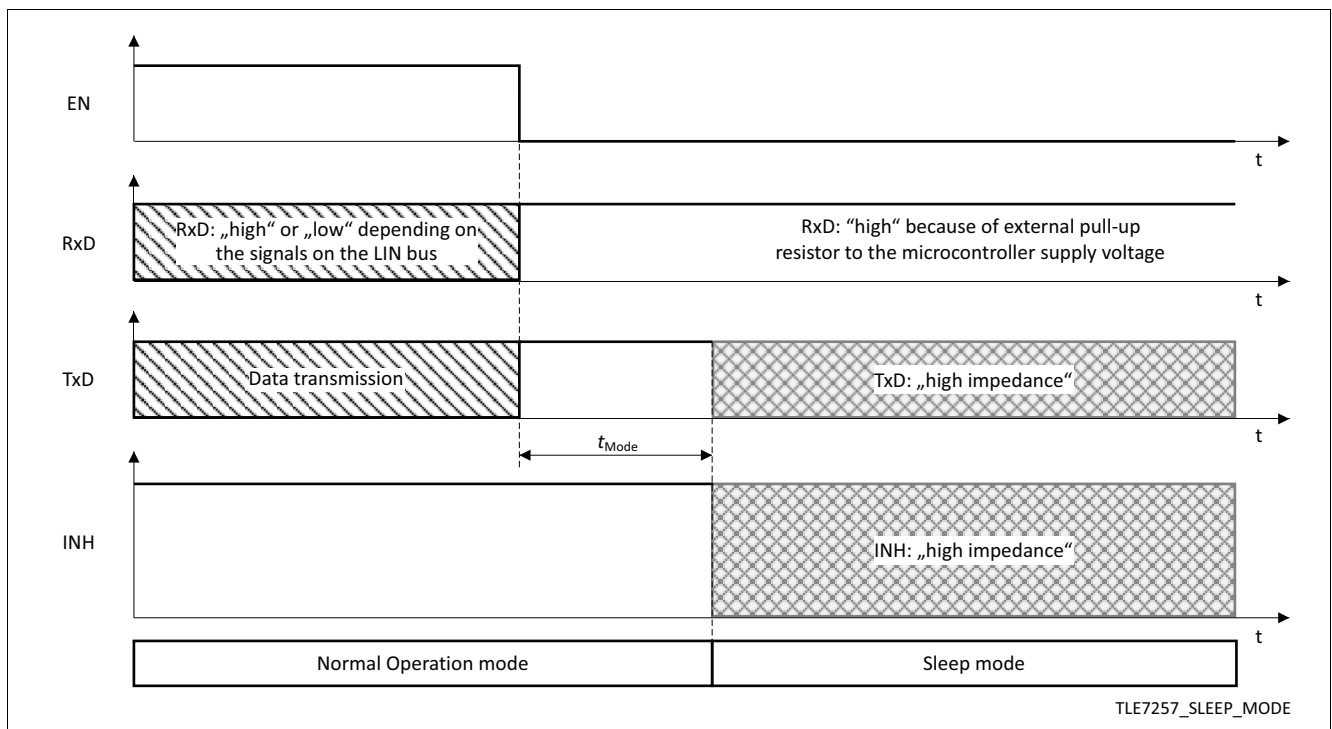 EN
t
RxD
RxD: „high“ or „low“ depending on
the signals on the LIN bus
RxD: “high“ because of external pull-up
resistor to the microcontroller supply voltage
t
TxD
Data transmission
TxD: „high impedance“
t
tMode
INH
INH: „high impedance“
t
Normal Operation mode
Sleep mode
TLE7257_SLEEP_MODE